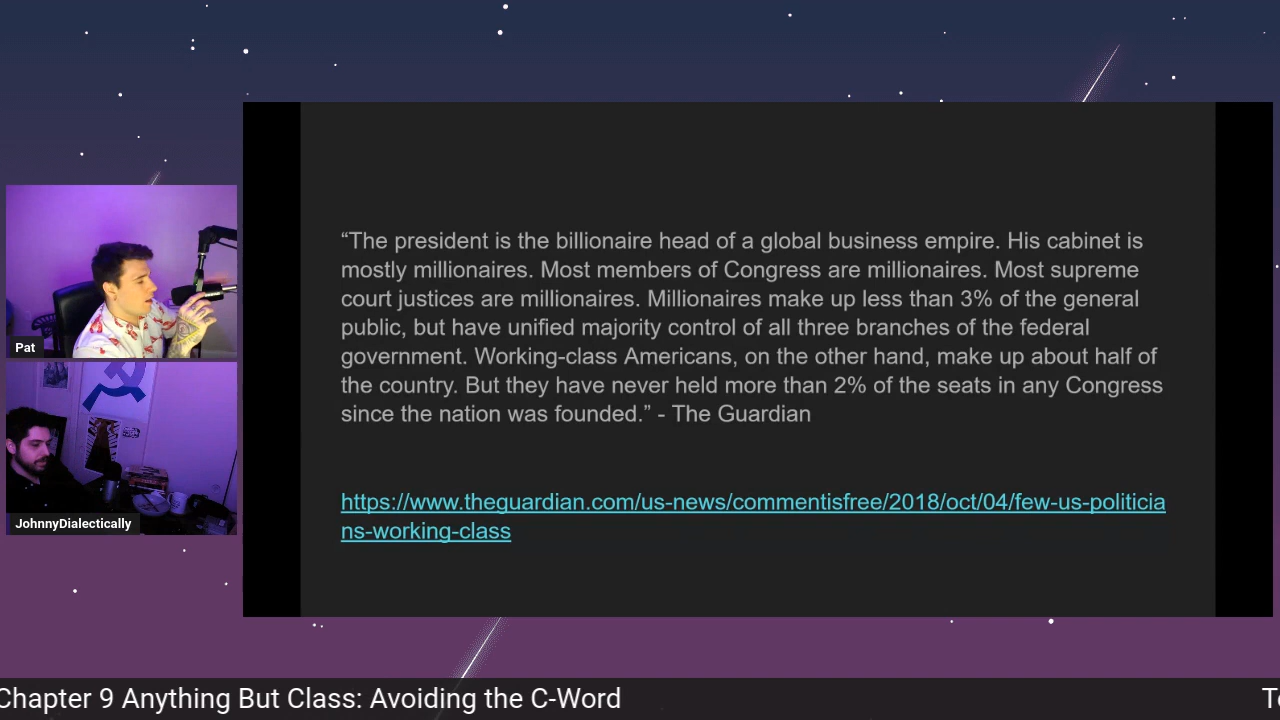 “The president is the billionaire head of a global business empire. His cabinet is
mostly millionaires. Most members of Congress are millionaires. Most supreme
court justices are millionaires. Millionaires make up less than 3% of the general
public, but have unified majority control of all three branches of the federal
government. Working-class Americans, on the other hand, make up about half of
the country. But they have never held more than 2% of the seats in any Congress
since the nation was founded.” - The Guardian
https://www.theguardian.com/us-news/commentisfree/2018/oct/04/few-us-politicia
ns-working-class
Pat
JohnnyDialectically
Chapter 9 Anything But Class: Avoiding the C-Word